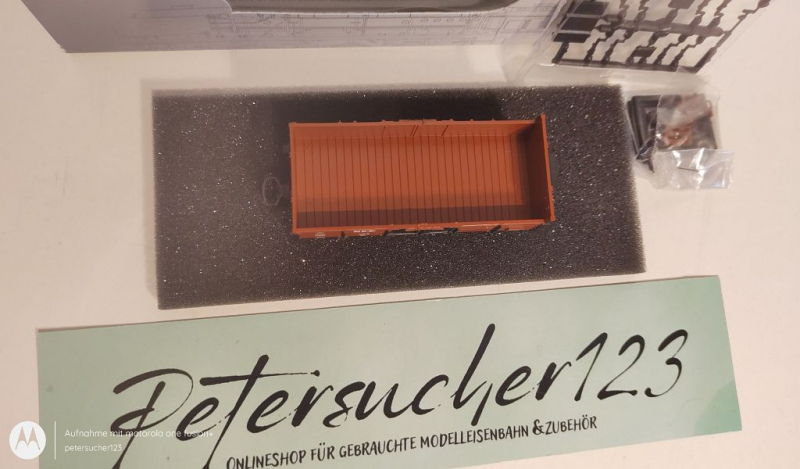 Petersucher123
ONLINESHOP FÜR GEBRAUCHTE MODELLEISENBAHN & ZUBEHÖR
Aufnahme mit motorola one fusion+
petersucher123